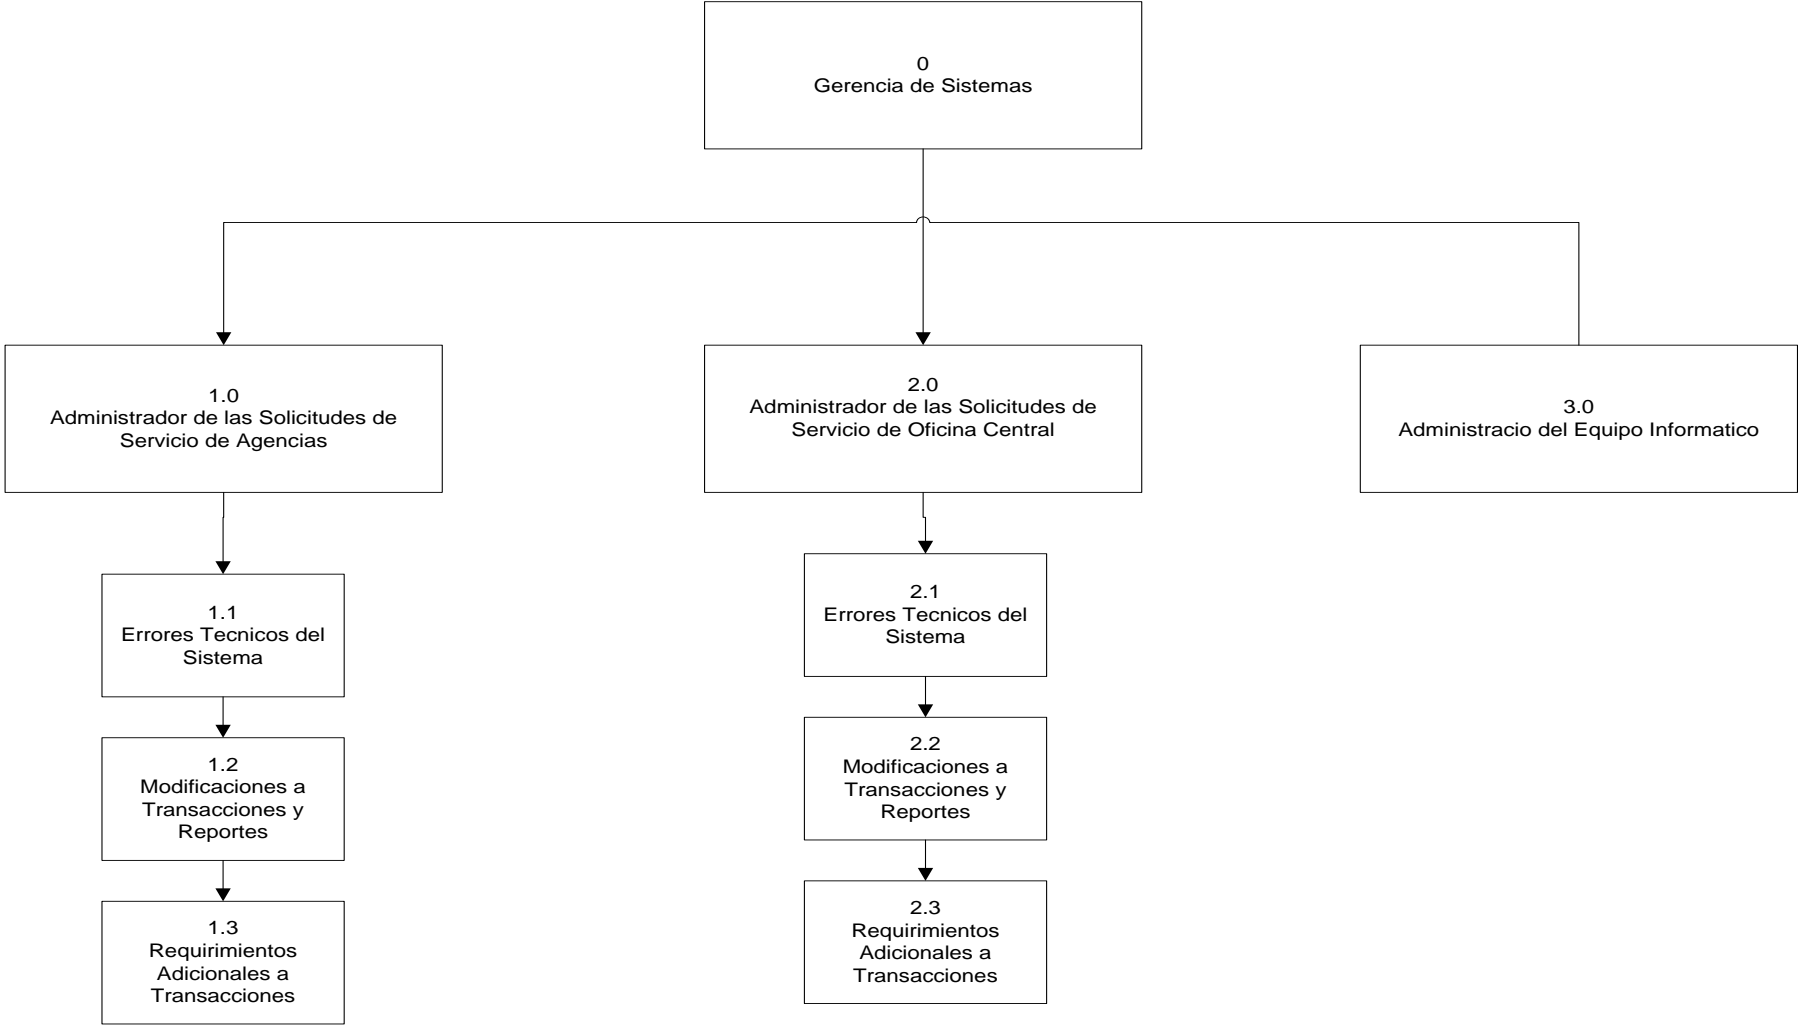 0
Gerencia de Sistemas
1.0
Administrador de las Solicitudes de
Servicio de Agencias
2.0
Administrador de las Solicitudes de
Servicio de Oficina Central
3.0
Administracio del Equipo Informatico
1.1
Errores Tecnicos del
Sistema
2.1
Errores Tecnicos del
Sistema
1.2
Modificaciones a
Transacciones y
Reportes
2.2
Modificaciones a
Transacciones y
Reportes
1.3
Requirimientos
Adicionales a
Transacciones
2.3
Requirimientos
Adicionales a
Transacciones